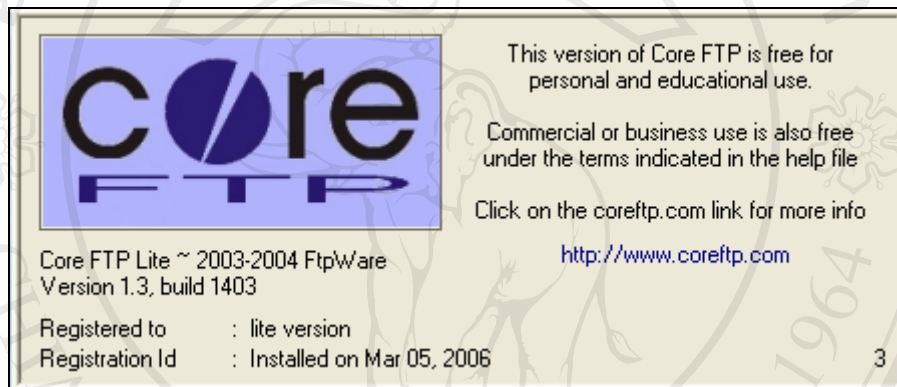 core
FTP
This version of Core FTP is free for
personal and educational use.
Commercial or business use is also free
under the terms indicated in the help file
Click on the coreftp.com link for more info
http://www.coreftp.com
Core FTP Lite ~ 2003-2004 FtpWare
Version 1.3, build 1403
Registered to : lite version
Registration Id : Installed on Mar 05, 2006
3
1964